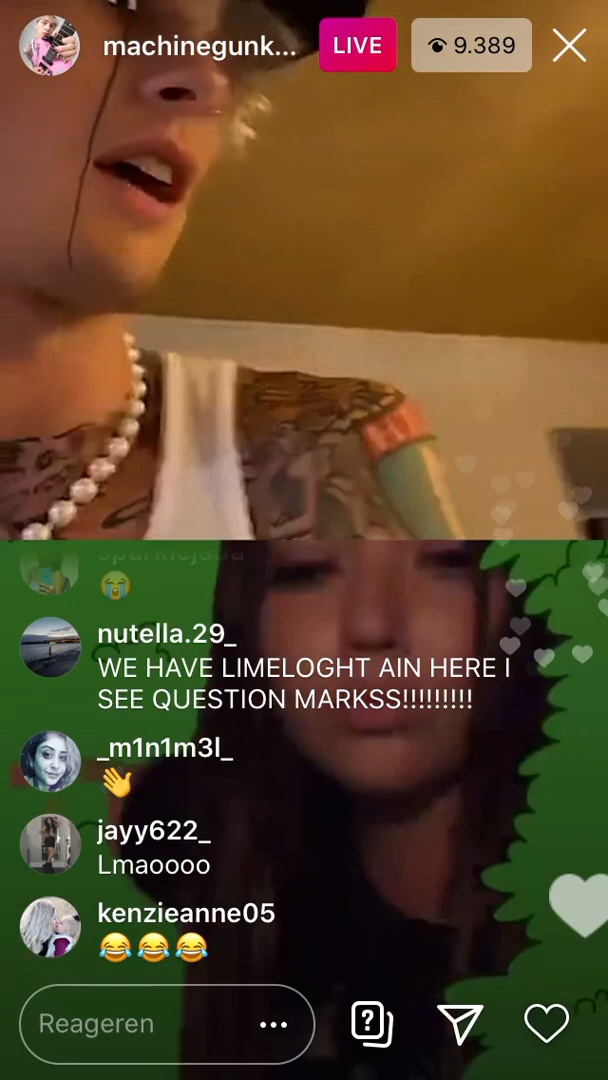 machinegunk...
LIVE
9.389
nutella.29_
WE HAVE LIMELOGHT AIN HERE I
SEE QUESTION MARKSS!!!!!!!!!
_m1n1m3l_
👋
jayy622_
Lmaoooo
kenzieanne05
😂😂😂
Reageren